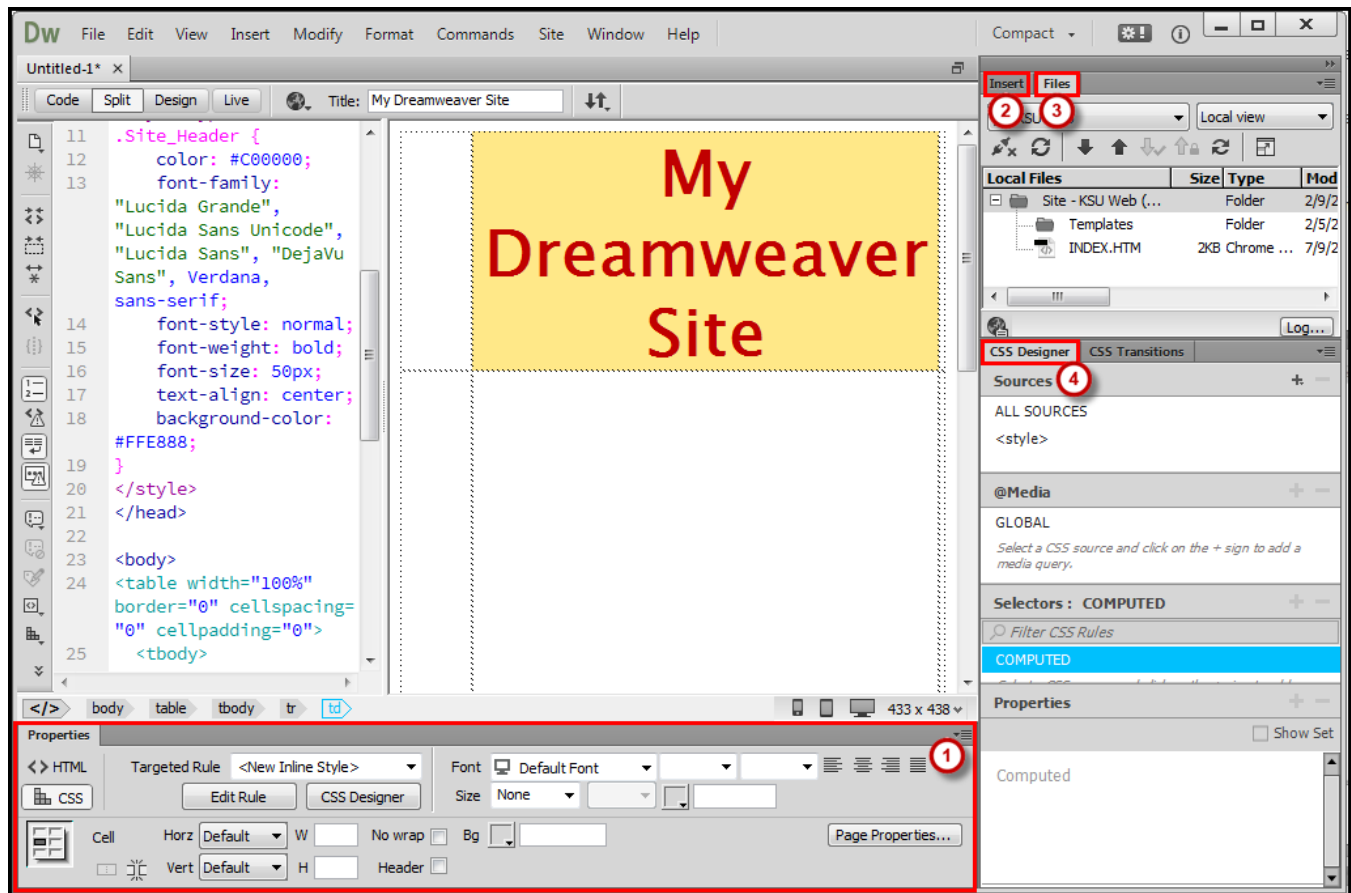 Dw File Edit View Insert Modify Format Commands Site Window Help Compact
Untitled-1* ×
Code Split Design Live Title: My Dreamweaver Site
11 .Site_Header {
12 color: #C00000;
13 font-family:
"Lucida Grande",
"Lucida Sans Unicode",
"Lucida Sans", "DejaVu
Sans", Verdana,
sans-serif;
14 font-style: normal;
15 font-weight: bold;
16 font-size: 50px;
17 text-align: center;
18 background-color:
#FFE888;
19 }
20 </style>
21 </head>
22
23 <body>
24 <table width="100%"
border="0" cellspacing=
"0" cellpadding="0">
25 <tbody>
My
Dreamweaver
Site
</> body table tbody tr td 433 x 438
Insert Files
2 3
Local view
Local Files Size Type Mod
Site - KSU Web (... Folder 2/9/2
Templates Folder 2/5/2
INDEX.HTM 2KB Chrome ... 7/9/2
Log...
CSS Designer CSS Transitions
Sources 4
ALL SOURCES
<style>
@Media
GLOBAL
Select a CSS source and click on the + sign to add a
media query.
Selectors : COMPUTED
Filter CSS Rules
COMPUTED
Properties
Show Set
Computed
Properties 1
<> HTML Targeted Rule <New Inline Style> Font Default Font
CSS Edit Rule CSS Designer Size None
Cell Horz Default W No wrap Bg Page Properties...
Vert Default H Header